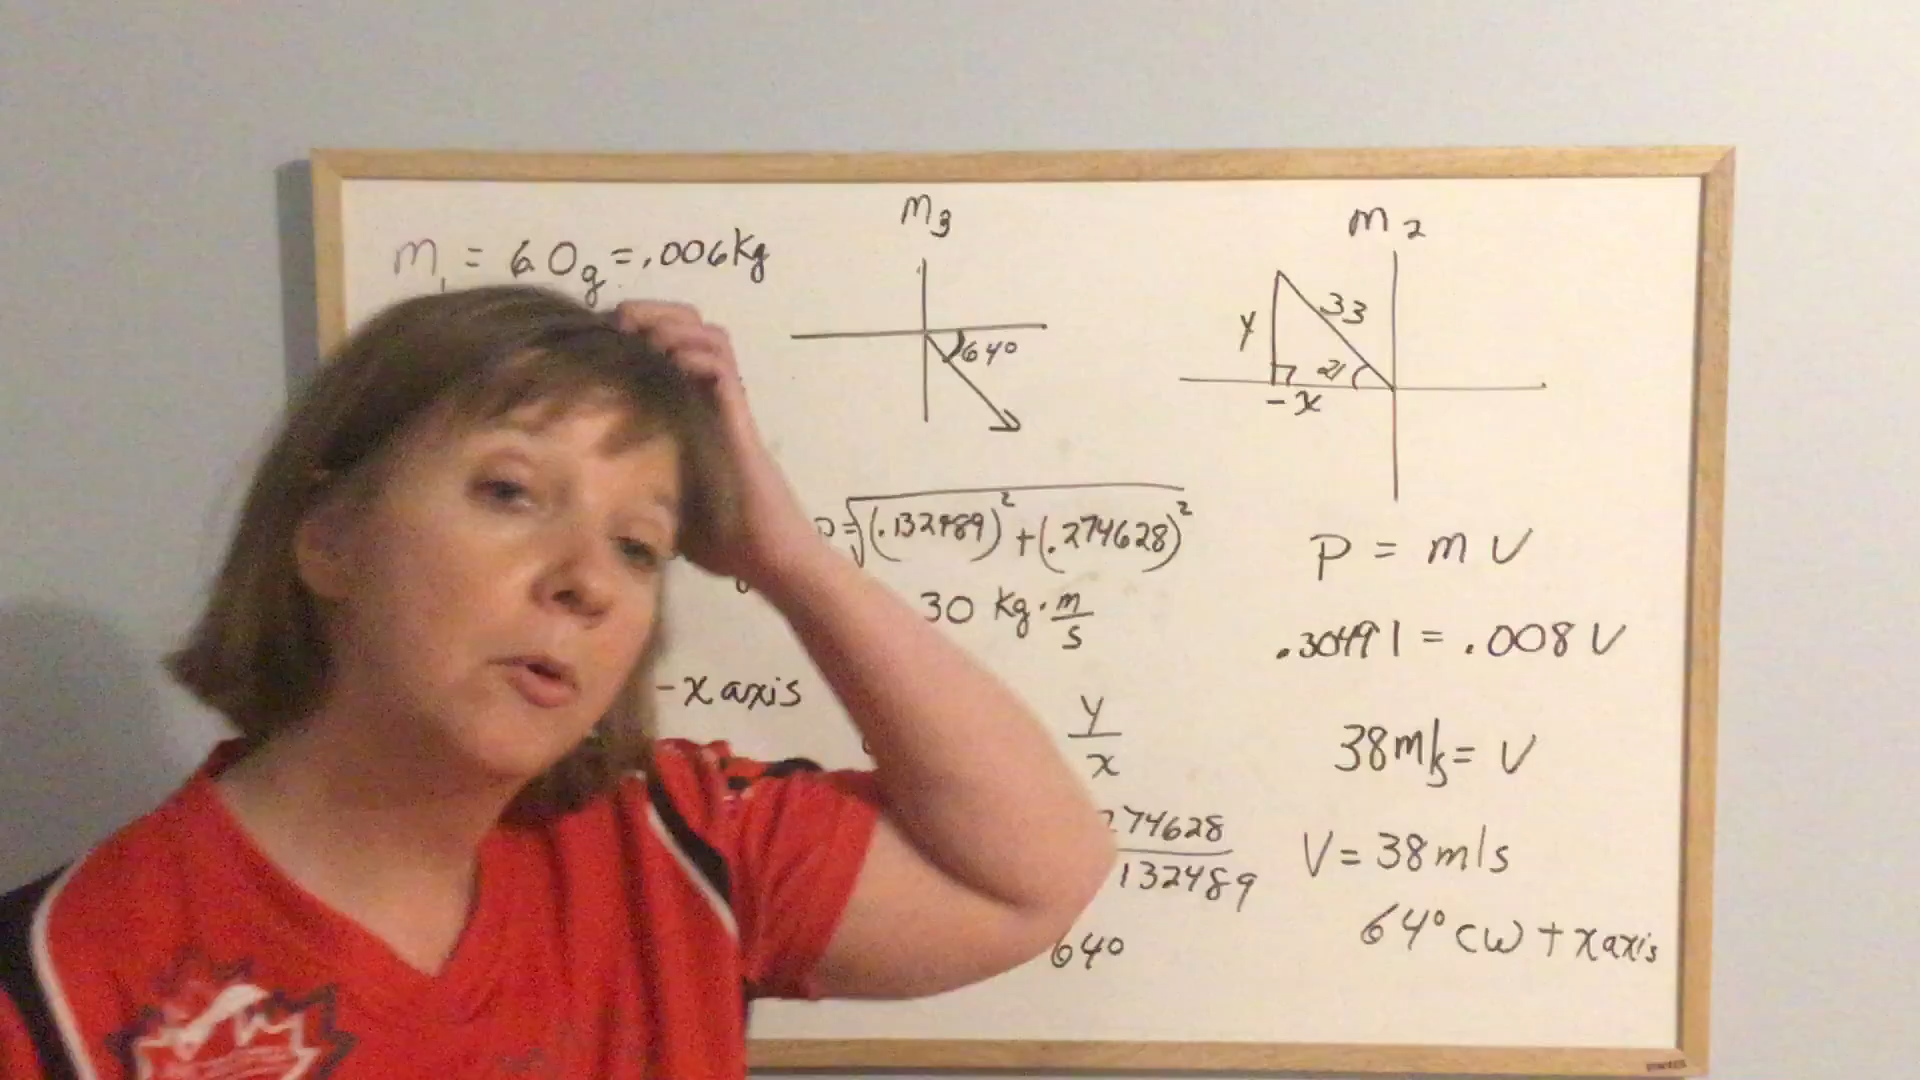 m₁ = 6.0g = .006kg
m₃
64°
m₂
33
y
21
-x
p = √(.132489)² + (.274628)²
30 kg·m/s
-x axis
y/x
274628
132489
64°
P = m v
.30491 = .008 v
38 m/s = v
V = 38 m/s
64° cw + x axis